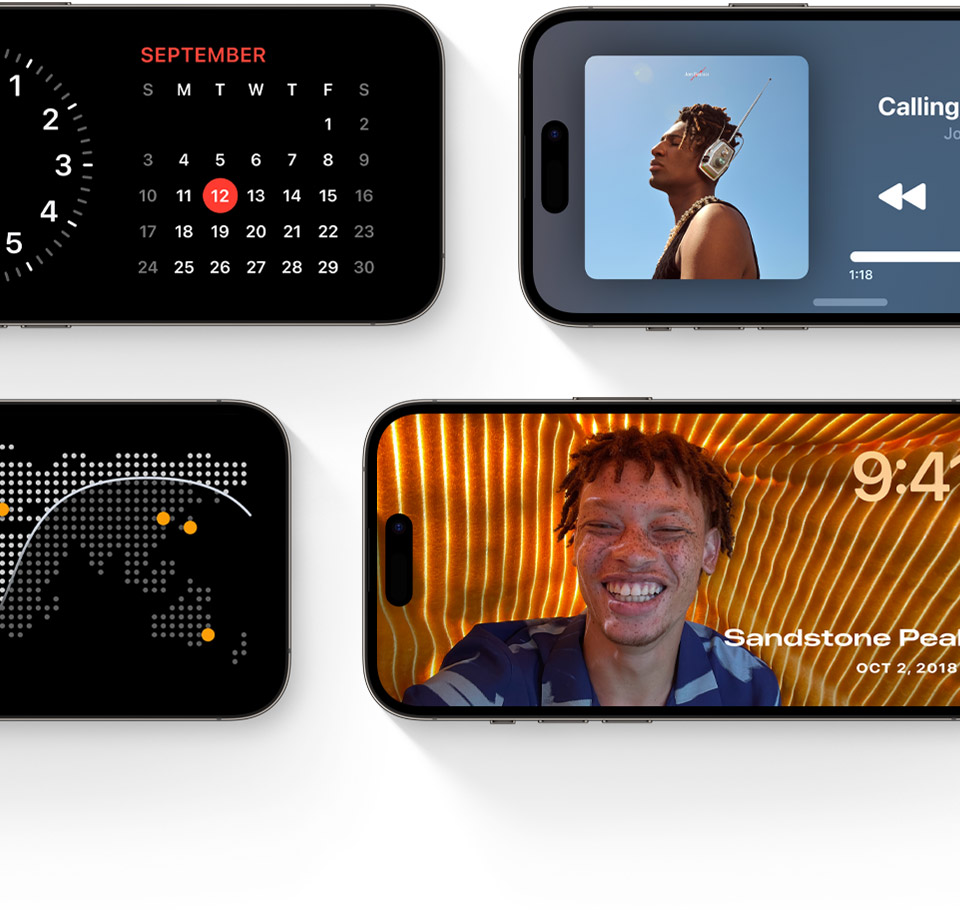 1
2
3
4
5
SEPTEMBER
S M T W T F S
1 2
3 4 5 6 7 8 9
10 11 12 13 14 15 16
17 18 19 20 21 22 23
24 25 26 27 28 29 30
Calling
Jo
1:18
9:41
Sandstone Peak
OCT 2, 2018